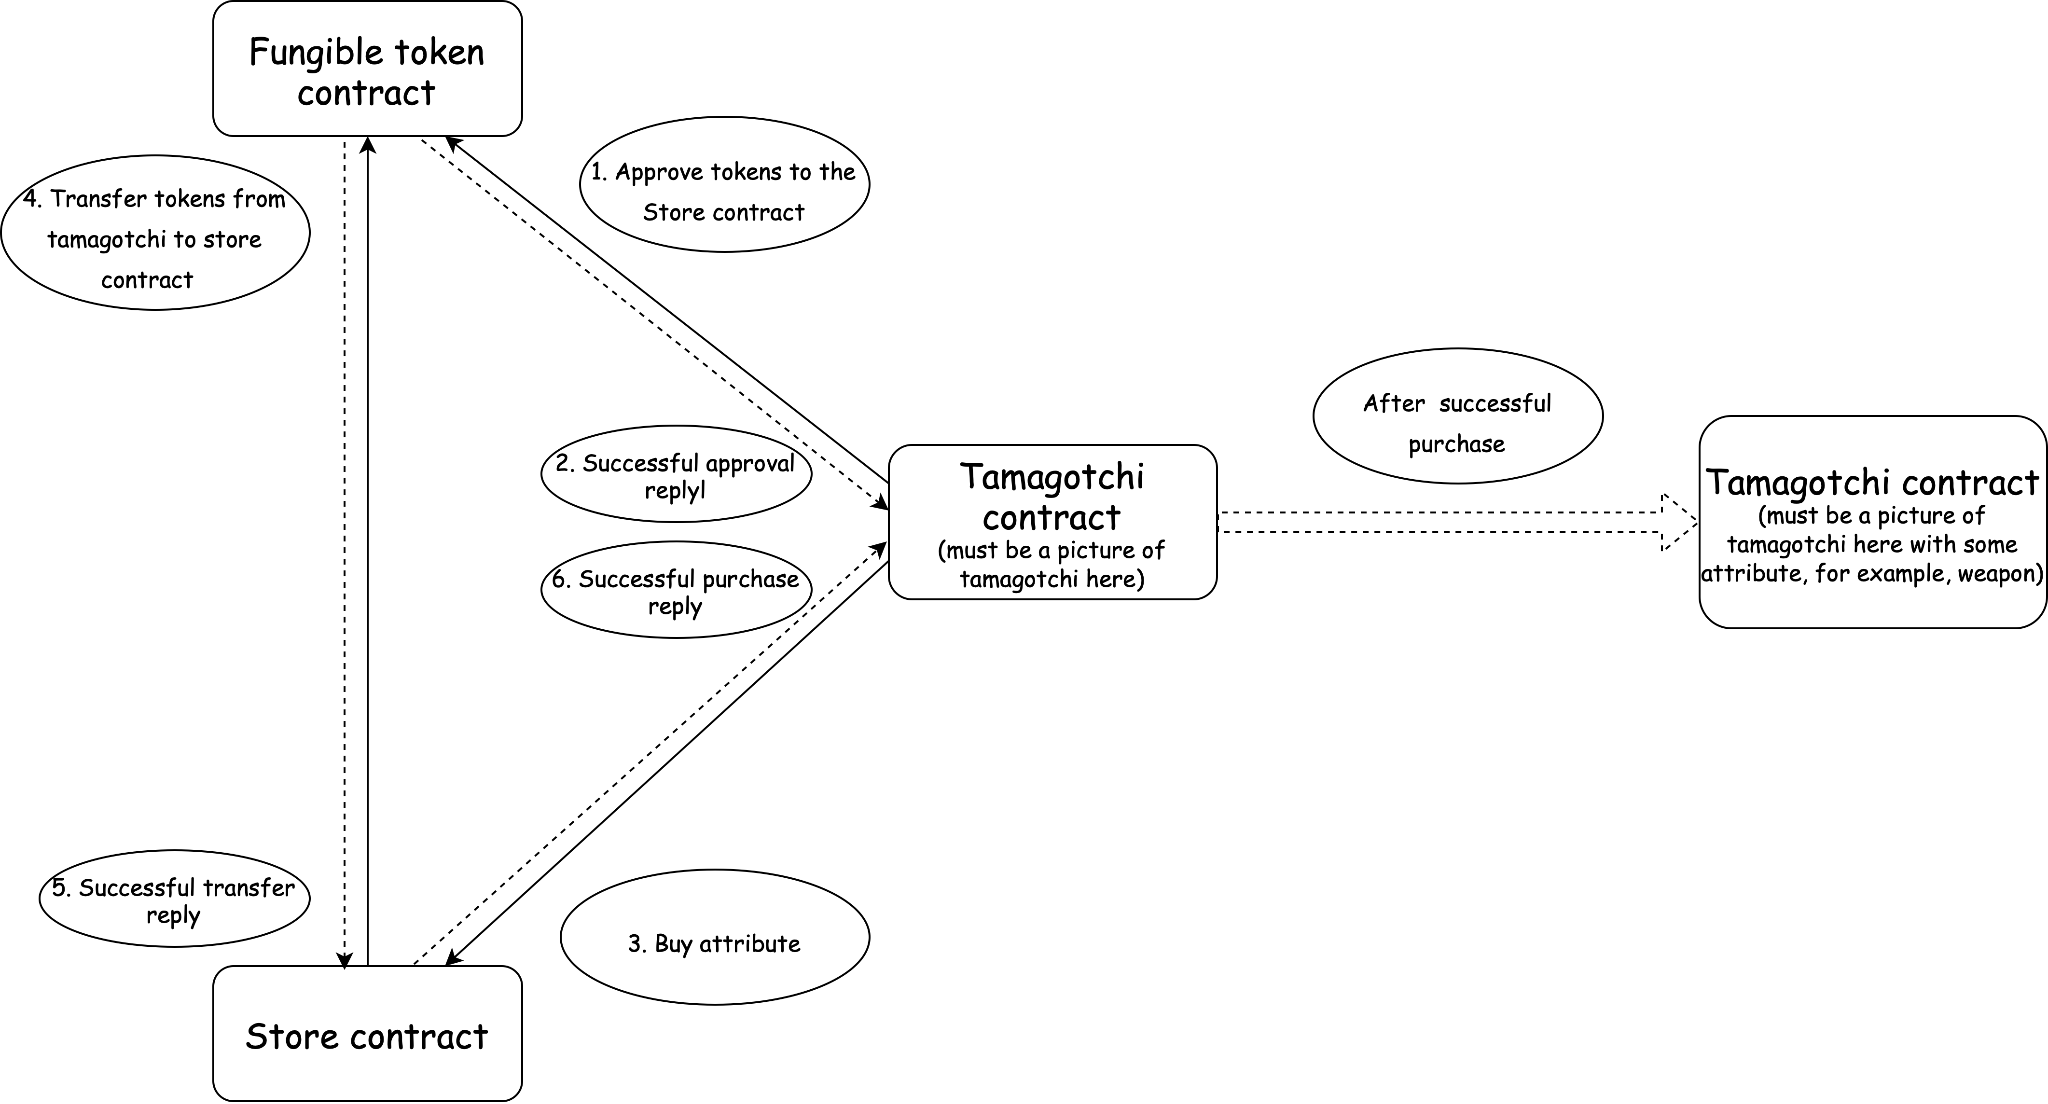 Fungible token
contract
1. Approve tokens to the
Store contract
4. Transfer tokens from
tamagotchi to store
contract
2. Successful approval
replyl
6. Successful purchase
reply
Tamagotchi
contract
(must be a picture of
tamagotchi here)
After  successful
purchase
Tamagotchi contract
(must be a picture of
tamagotchi here with some
attribute, for example, weapon)
5. Successful transfer
reply
3. Buy attribute
Store contract